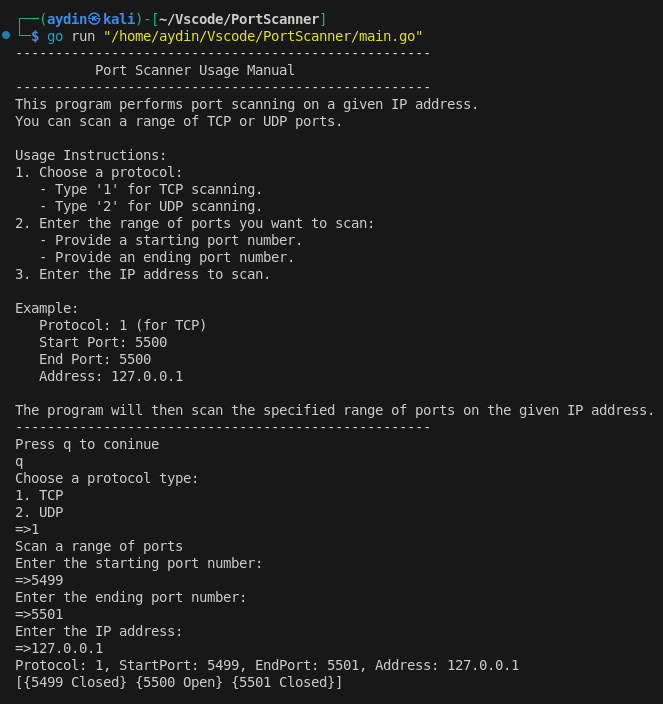 ┌──(aydin㉿kali)-[~/Vscode/PortScanner]
└─$ go run "/home/aydin/Vscode/PortScanner/main.go"
----------------------------------------------------
          Port Scanner Usage Manual
----------------------------------------------------
This program performs port scanning on a given IP address.
You can scan a range of TCP or UDP ports.

Usage Instructions:
1. Choose a protocol:
   - Type '1' for TCP scanning.
   - Type '2' for UDP scanning.
2. Enter the range of ports you want to scan:
   - Provide a starting port number.
   - Provide an ending port number.
3. Enter the IP address to scan.

Example:
   Protocol: 1 (for TCP)
   Start Port: 5500
   End Port: 5500
   Address: 127.0.0.1

The program will then scan the specified range of ports on the given IP address.
----------------------------------------------------
Press q to coninue
q
Choose a protocol type:
1. TCP
2. UDP
=>1
Scan a range of ports
Enter the starting port number:
=>5499
Enter the ending port number:
=>5501
Enter the IP address:
=>127.0.0.1
Protocol: 1, StartPort: 5499, EndPort: 5501, Address: 127.0.0.1
[{5499 Closed} {5500 Open} {5501 Closed}]